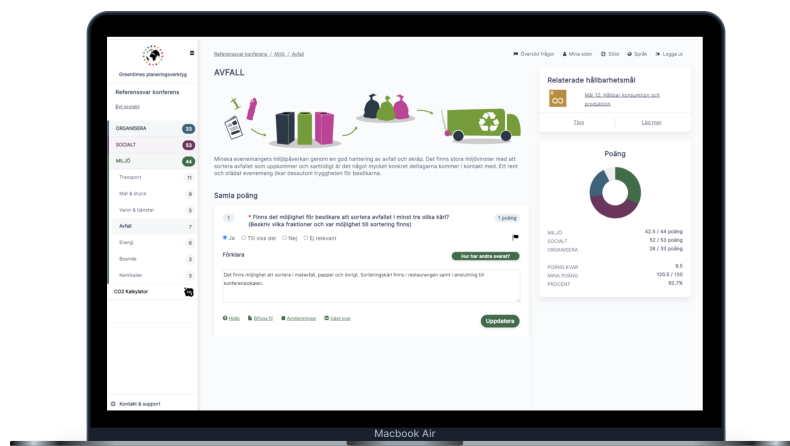 Greentimes planeringsverktyg
Referenssvar konferens
Byt projekt
ORGANISERA 33
SOCIALT 53
MILJÖ 44
Transport 11
Mat & dryck 9
Varor & tjänster 5
Avfall 7
Energi 6
Boende 3
Kemikalier 3
CO2 Kalkylator
Kontakt & support
Referenssvar konferens / Miljö / Avfall
Översikt frågor Mina sidor Stöd Språk Logga ut
AVFALL
Minska evenemangets miljöpåverkan genom en god hantering av avfall och skräp. Det finns stora miljövinster med att
sortera avfallet som uppkommer och samtidigt är det något mycket konkret deltagarna kommer i kontakt med. Ett rent
och städat evenemang ökar dessutom tryggheten för besökarna.
Samla poäng
1 * Finns det möjlighet för besökare att sortera avfallet i minst tre olika kärl? 1 poäng
(Beskriv vilka fraktioner och var möjlighet till sortering finns)
Ja Till viss del Nej Ej relevant
Förklara Hur har andra svarat?
Det finns möjlighet att sortera i matavfall, papper och övrigt. Sorteringskärl finns i restaurangen samt i anslutning till
konferenslokalen.
Hjälp Bifoga fil Avstämningar Gäst-svar
Uppdatera
Relaterade hållbarhetsmål
Mål 12: Hållbar konsumtion och
produktion
Tips Läs mer
Poäng
MILJÖ 42.5 / 44 poäng
SOCIALT 52 / 53 poäng
ORGANISERA 26 / 33 poäng
POÄNG KVAR 9.5
MINA POÄNG 120.5 / 130
PROCENT 92.7%
Macbook Air